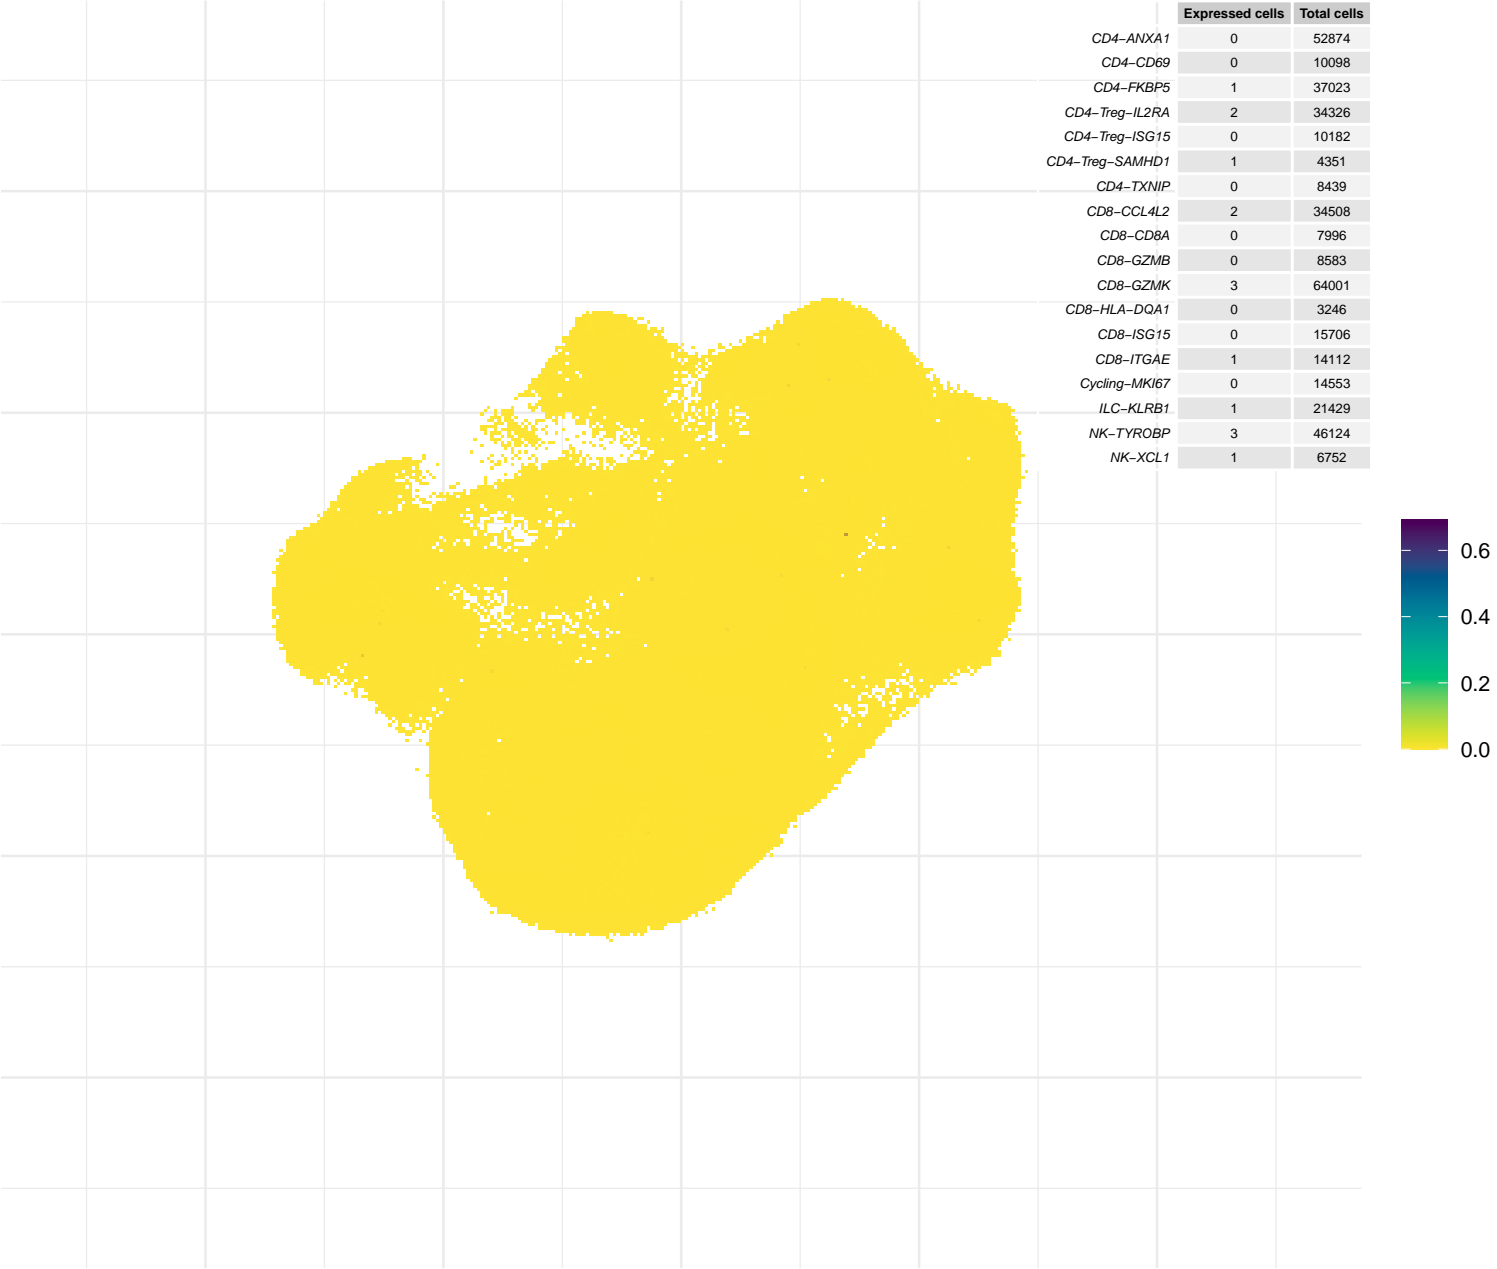 Expressed cells Total cells
CD4−ANXA1 0 52874
CD4−CD69 0 10098
CD4−FKBP5 1 37023
CD4−Treg−IL2RA 2 34326
CD4−Treg−ISG15 0 10182
CD4−Treg−SAMHD1 1 4351
CD4−TXNIP 0 8439
CD8−CCL4L2 2 34508
CD8−CD8A 0 7996
CD8−GZMB 0 8583
CD8−GZMK 3 64001
CD8−HLA−DQA1 0 3246
CD8−ISG15 0 15706
CD8−ITGAE 1 14112
Cycling−MKI67 0 14553
ILC−KLRB1 1 21429
NK−TYROBP 3 46124
NK−XCL1 1 6752
0.6
0.4
0.2
0.0